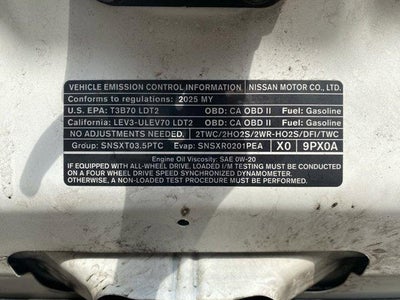 VEHICLE EMISSION CONTROL INFORMATION NISSAN MOTOR CO., LTD.
Conforms to regulations: 2025 MY
U.S. EPA: T3B70 LDT2 OBD: CA OBD II Fuel: Gasoline
California: LEV3-ULEV70 LDT2 OBD: CA OBD II Fuel: Gasoline
NO ADJUSTMENTS NEEDED. 2TWC/2HO2S/2WR-HO2S/DFI/TWC
Group: SNSXT03.5PTC Evap: SNSXR0201PEA X0 9PX0A
Engine Oil Viscosity: SAE 0W-20
IF EQUIPPED WITH ALL-WHEEL DRIVE, LOADED I/M TESTING MUST BE CONDUCTED
ON A FOUR WHEEL DRIVE SPEED SYNCHRONIZED DYNAMOMETER.
OTHERWISE, A NON-LOADED TEST PROCEDURE MUST BE PERFORMED.